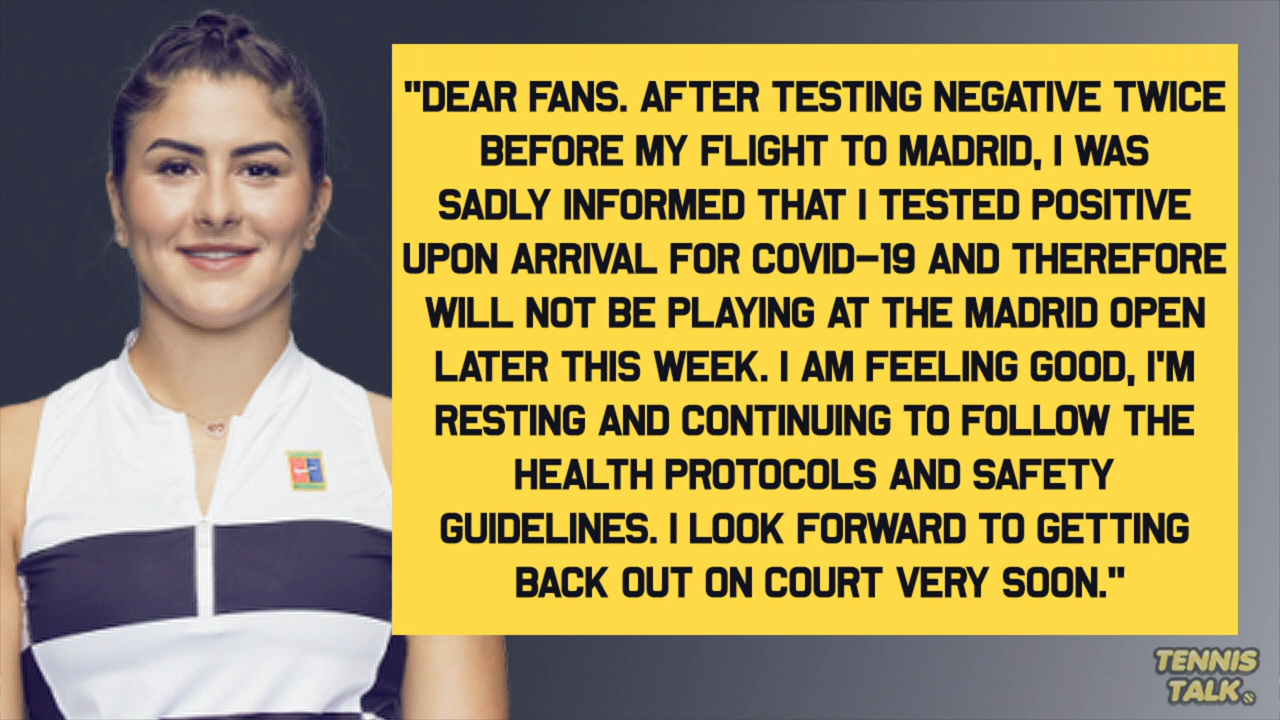 "DEAR FANS. AFTER TESTING NEGATIVE TWICE
BEFORE MY FLIGHT TO MADRID, I WAS
SADLY INFORMED THAT I TESTED POSITIVE
UPON ARRIVAL FOR COVID-19 AND THEREFORE
WILL NOT BE PLAYING AT THE MADRID OPEN
LATER THIS WEEK. I AM FEELING GOOD, I'M
RESTING AND CONTINUING TO FOLLOW THE
HEALTH PROTOCOLS AND SAFETY
GUIDELINES. I LOOK FORWARD TO GETTING
BACK OUT ON COURT VERY SOON."
TENNIS
TALK